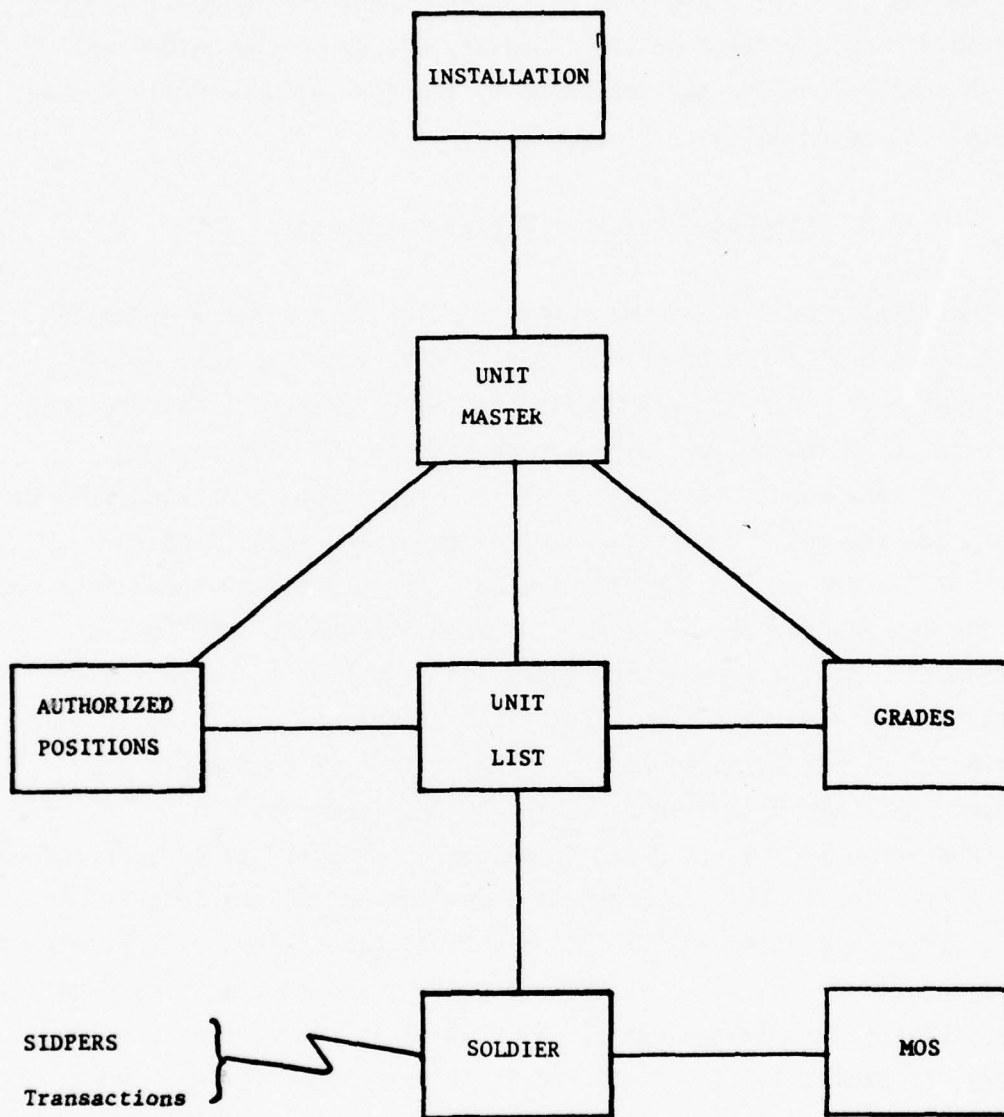 INSTALLATION
UNIT
MASTER
AUTHORIZED
POSITIONS
UNIT
LIST
GRADES
SIDPERS
Transactions
SOLDIER
MOS